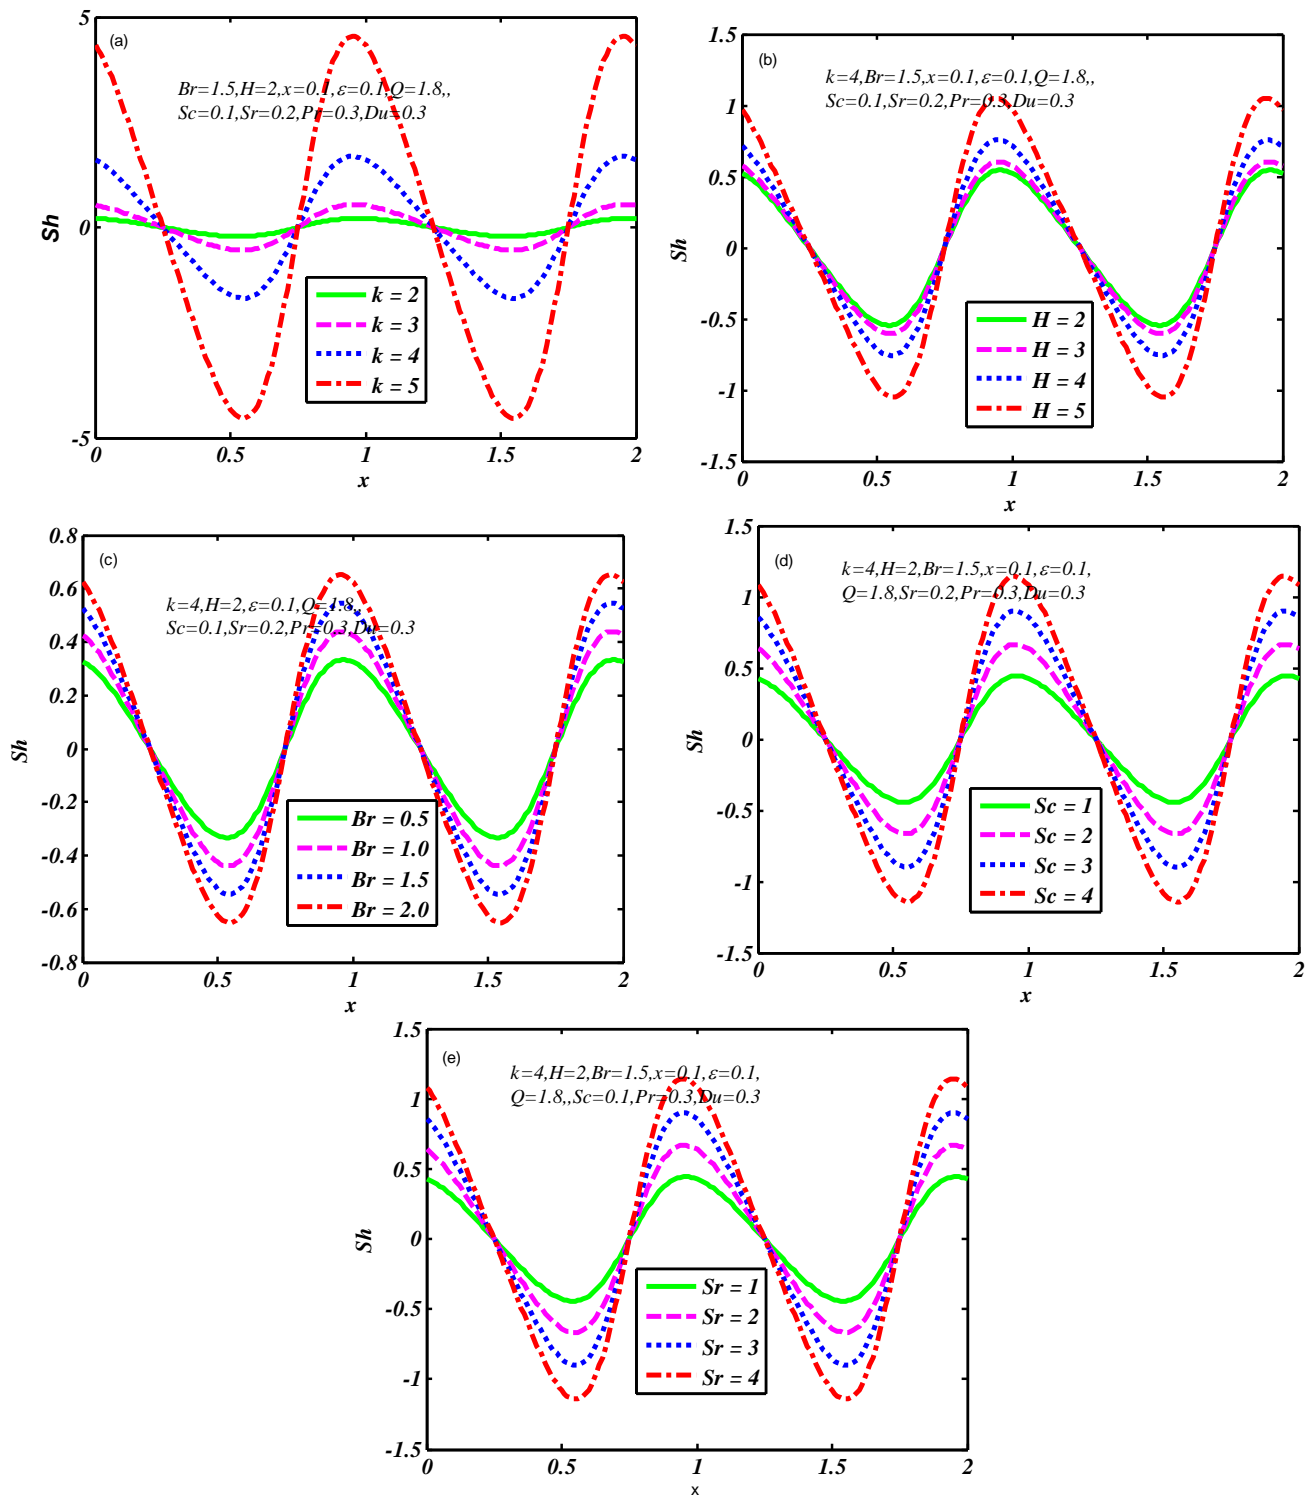 (a)
Br=1.5,H=2,x=0.1,ε=0.1,Q=1.8,,
Sc=0.1,Sr=0.2,Pr=0.3,Du=0.3
5
0
-5
Sh
k = 2
k = 3
k = 4
k = 5
0 0.5 1 1.5 2
x
(b)
k=4,Br=1.5,x=0.1,ε=0.1,Q=1.8,,
Sc=0.1,Sr=0.2,Pr=0.3,Du=0.3
1.5
1
0.5
0
-0.5
-1
-1.5
Sh
H = 2
H = 3
H = 4
H = 5
0 0.5 1 1.5 2
x
(c)
k=4,H=2,ε=0.1,Q=1.8,,
Sc=0.1,Sr=0.2,Pr=0.3,Du=0.3
0.8
0.6
0.4
0.2
0
-0.2
-0.4
-0.6
-0.8
Sh
Br = 0.5
Br = 1.0
Br = 1.5
Br = 2.0
0 0.5 1 1.5 2
x
(d)
k=4,H=2,Br=1.5,x=0.1,ε=0.1,
Q=1.8,Sr=0.2,Pr=0.3,Du=0.3
1.5
1
0.5
0
-0.5
-1
-1.5
Sh
Sc = 1
Sc = 2
Sc = 3
Sc = 4
0 0.5 1 1.5 2
x
(e)
k=4,H=2,Br=1.5,x=0.1,ε=0.1,
Q=1.8,,Sc=0.1,Pr=0.3,Du=0.3
1.5
1
0.5
0
-0.5
-1
-1.5
Sh
Sr = 1
Sr = 2
Sr = 3
Sr = 4
0 0.5 1 1.5 2
x